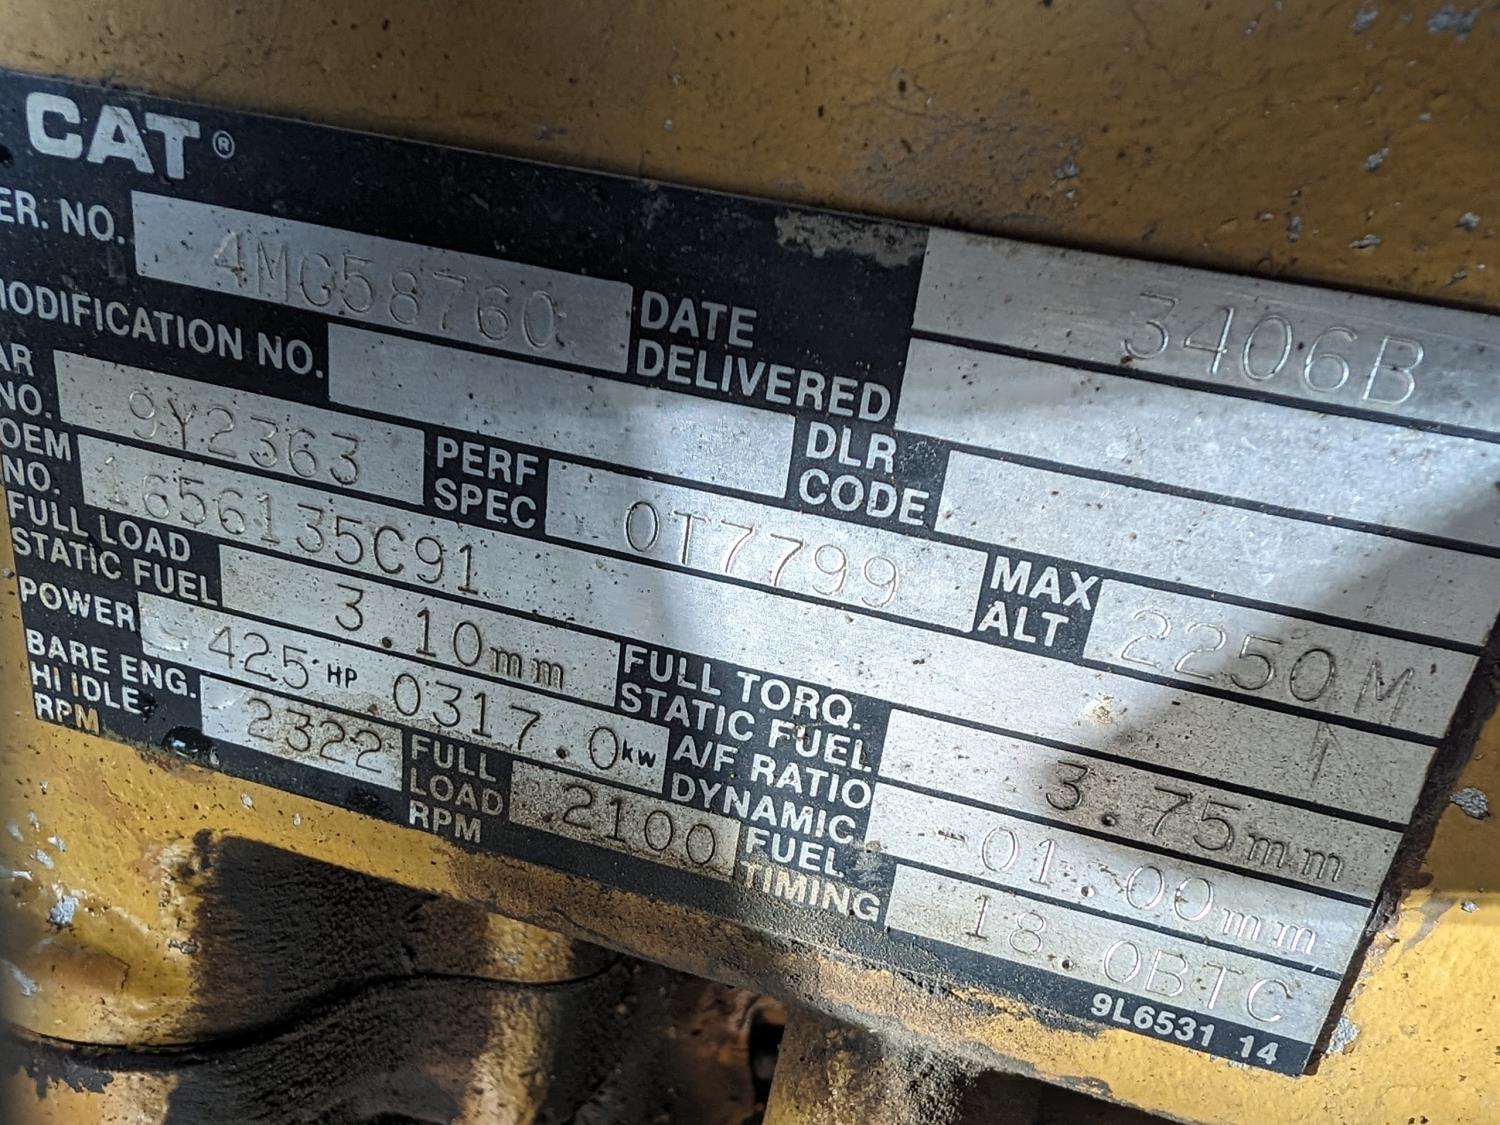 CAT®
ER. NO. 4MG58760
3406B
MODIFICATION NO.
DATE
DELIVERED
AR
NO. 9Y2363
PERF
SPEC 0T7799
DLR
CODE
OEM
NO. 1656135C91
MAX
ALT 2250M
FULL LOAD
STATIC FUEL 3.10mm
FULL TORQ.
STATIC FUEL 3.75mm
POWER 425 HP 0317.0 kw
A/F RATIO
DYNAMIC -01.00mm
BARE ENG.
HI IDLE
RPM 2322
FULL
LOAD
RPM 2100
FUEL
TIMING 18.0BTC
9L6531 14